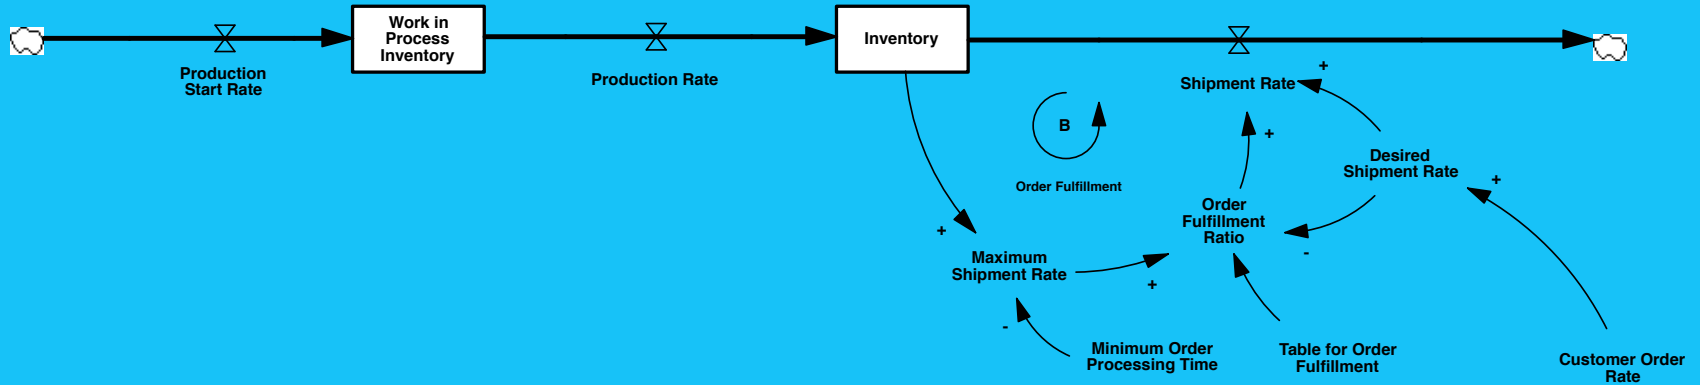 Work in
Process
Inventory
Inventory
Production
Start Rate
Production Rate
Shipment Rate
+
B
+
Order Fulfillment
Desired
Shipment Rate
+
Order
Fulfillment
Ratio
+
-
Maximum
Shipment Rate
+
-
Minimum Order
Processing Time
Table for Order
Fulfillment
Customer Order
Rate